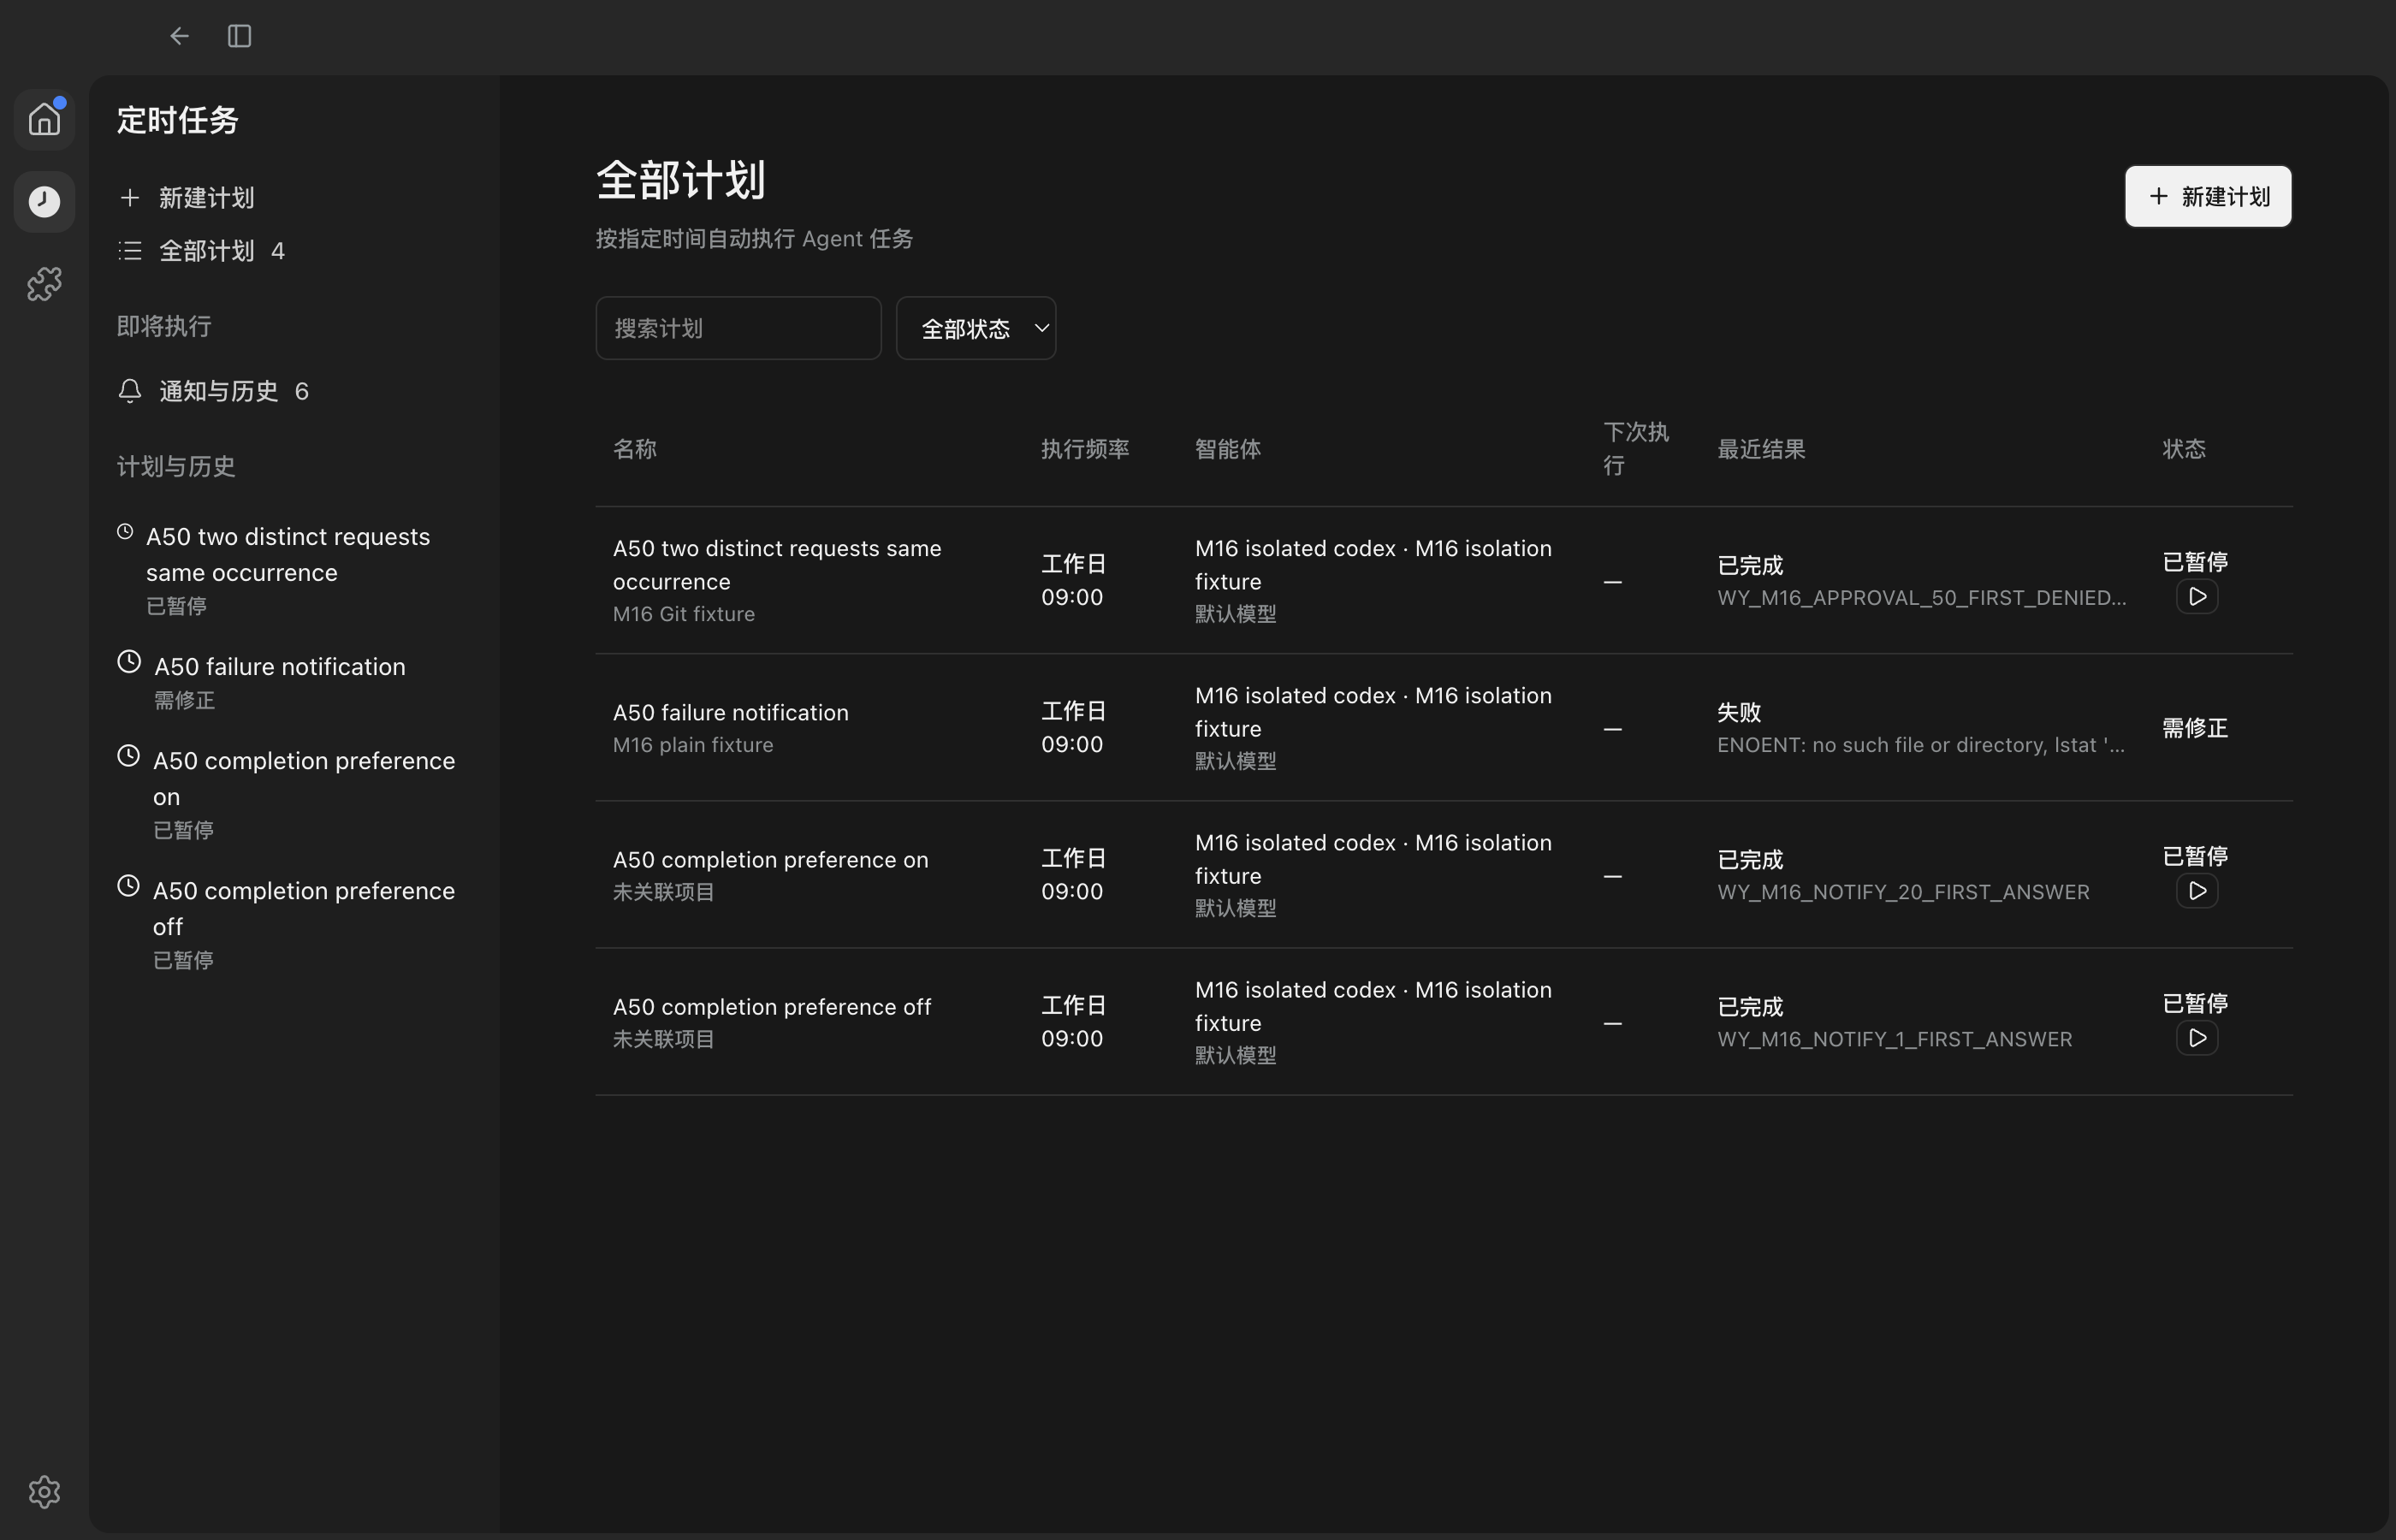 定时任务
新建计划
全部计划 4
即将执行
通知与历史 6
计划与历史
A50 two distinct requests
same occurrence
已暂停
A50 failure notification
需修正
A50 completion preference
on
已暂停
A50 completion preference
off
已暂停
全部计划
按指定时间自动执行 Agent 任务
新建计划
搜索计划
全部状态
名称
执行频率
智能体
下次执
行
最近结果
状态
A50 two distinct requests same
occurrence
M16 Git fixture
工作日
09:00
M16 isolated codex · M16 isolation
fixture
默认模型
—
已完成
WY_M16_APPROVAL_50_FIRST_DENIED...
已暂停
A50 failure notification
M16 plain fixture
工作日
09:00
M16 isolated codex · M16 isolation
fixture
默认模型
—
失败
ENOENT: no such file or directory, lstat '...
需修正
A50 completion preference on
未关联项目
工作日
09:00
M16 isolated codex · M16 isolation
fixture
默认模型
—
已完成
WY_M16_NOTIFY_20_FIRST_ANSWER
已暂停
A50 completion preference off
未关联项目
工作日
09:00
M16 isolated codex · M16 isolation
fixture
默认模型
—
已完成
WY_M16_NOTIFY_1_FIRST_ANSWER
已暂停